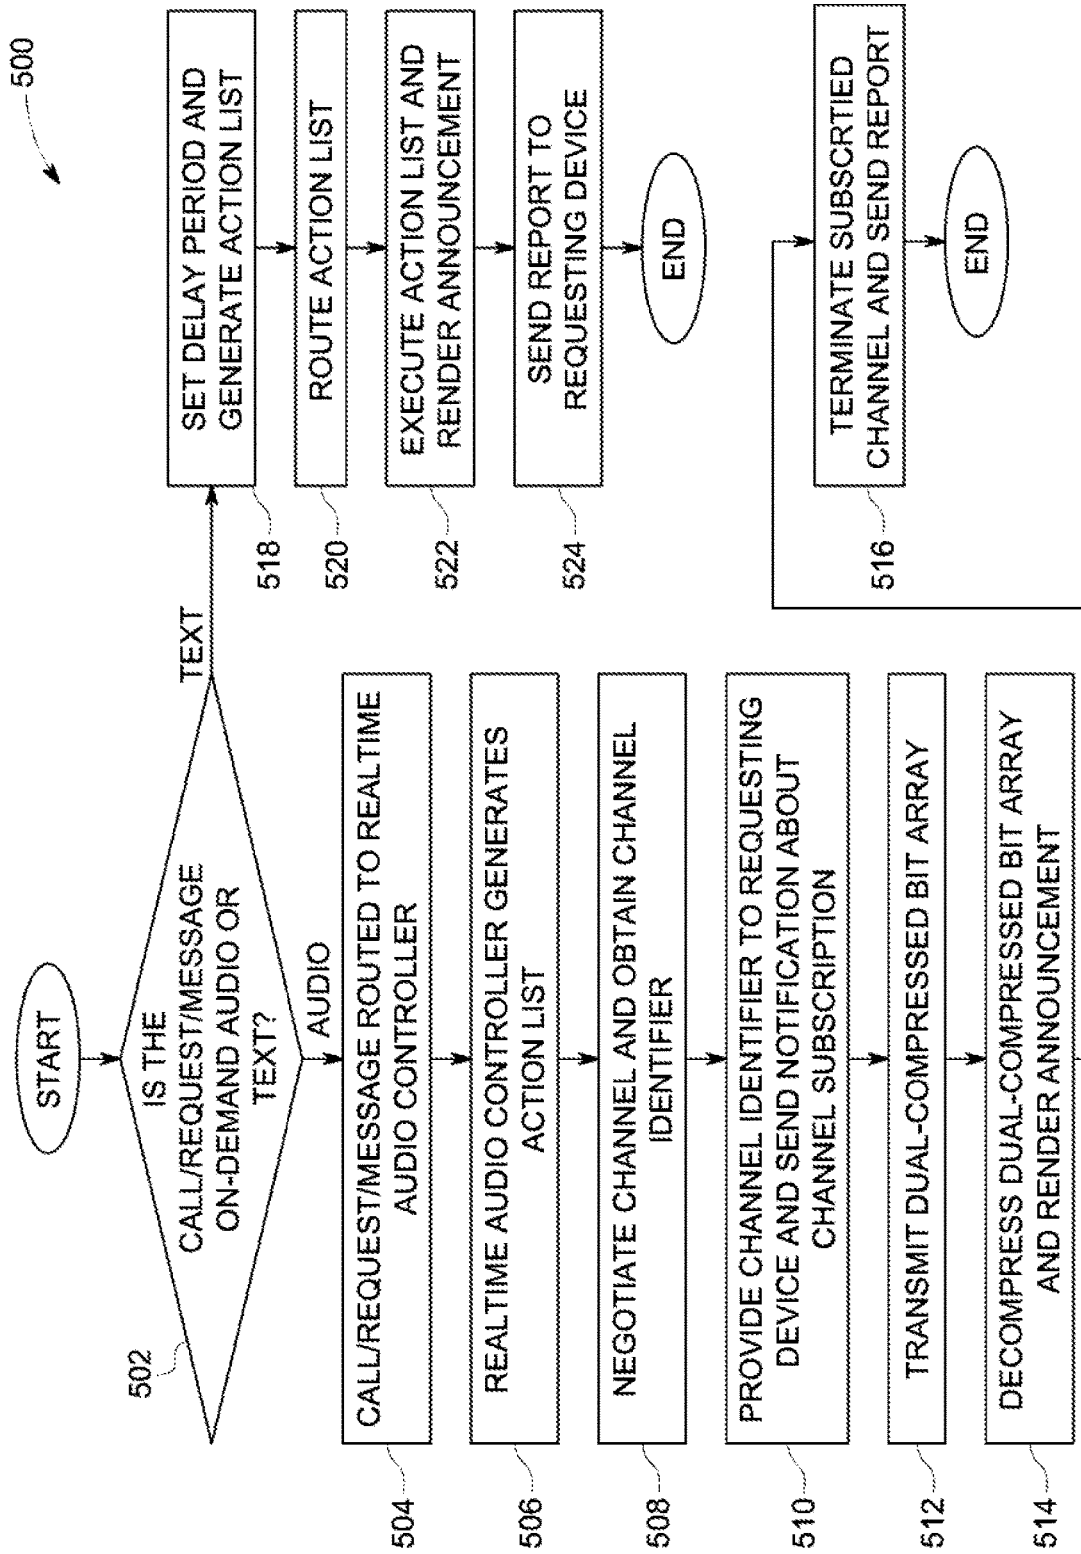 500
START
502
IS THE
CALL/REQUEST/MESSAGE
ON-DEMAND AUDIO OR
TEXT?
TEXT
AUDIO
504
CALL/REQUEST/MESSAGE ROUTED TO REALTIME
AUDIO CONTROLLER
506
REALTIME AUDIO CONTROLLER GENERATES
ACTION LIST
508
NEGOTIATE CHANNEL AND OBTAIN CHANNEL
IDENTIFIER
510
PROVIDE CHANNEL IDENTIFIER TO REQUESTING
DEVICE AND SEND NOTIFICATION ABOUT
CHANNEL SUBSCRIPTION
512
TRANSMIT DUAL-COMPRESSED BIT ARRAY
514
DECOMPRESS DUAL-COMPRESSED BIT ARRAY
AND RENDER ANNOUNCEMENT
SET DELAY PERIOD AND
GENERATE ACTION LIST
518
ROUTE ACTION LIST
520
EXECUTE ACTION LIST AND
RENDER ANNOUNCEMENT
522
SEND REPORT TO
REQUESTING DEVICE
524
END
TERMINATE SUBSCRTIED
CHANNEL AND SEND REPORT
516
END